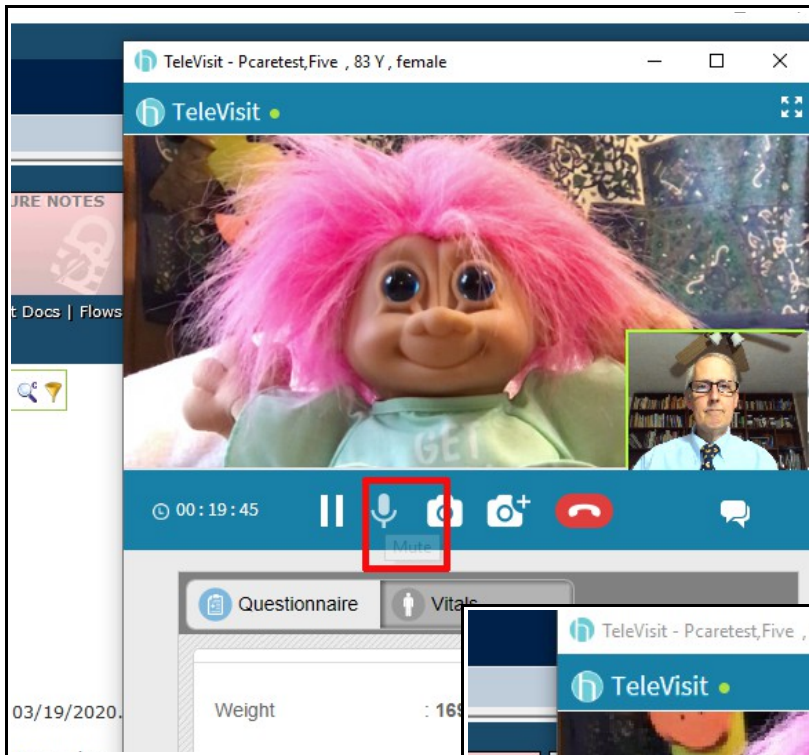 TeleVisit - Pcaretest,Five , 83 Y , female
TeleVisit
URE NOTES
t Docs | Flows
GET
00:19:45
Mute
Questionnaire
Vitals
TeleVisit - Pcaretest,Five ,
TeleVisit
03/19/2020.
Weight : 169